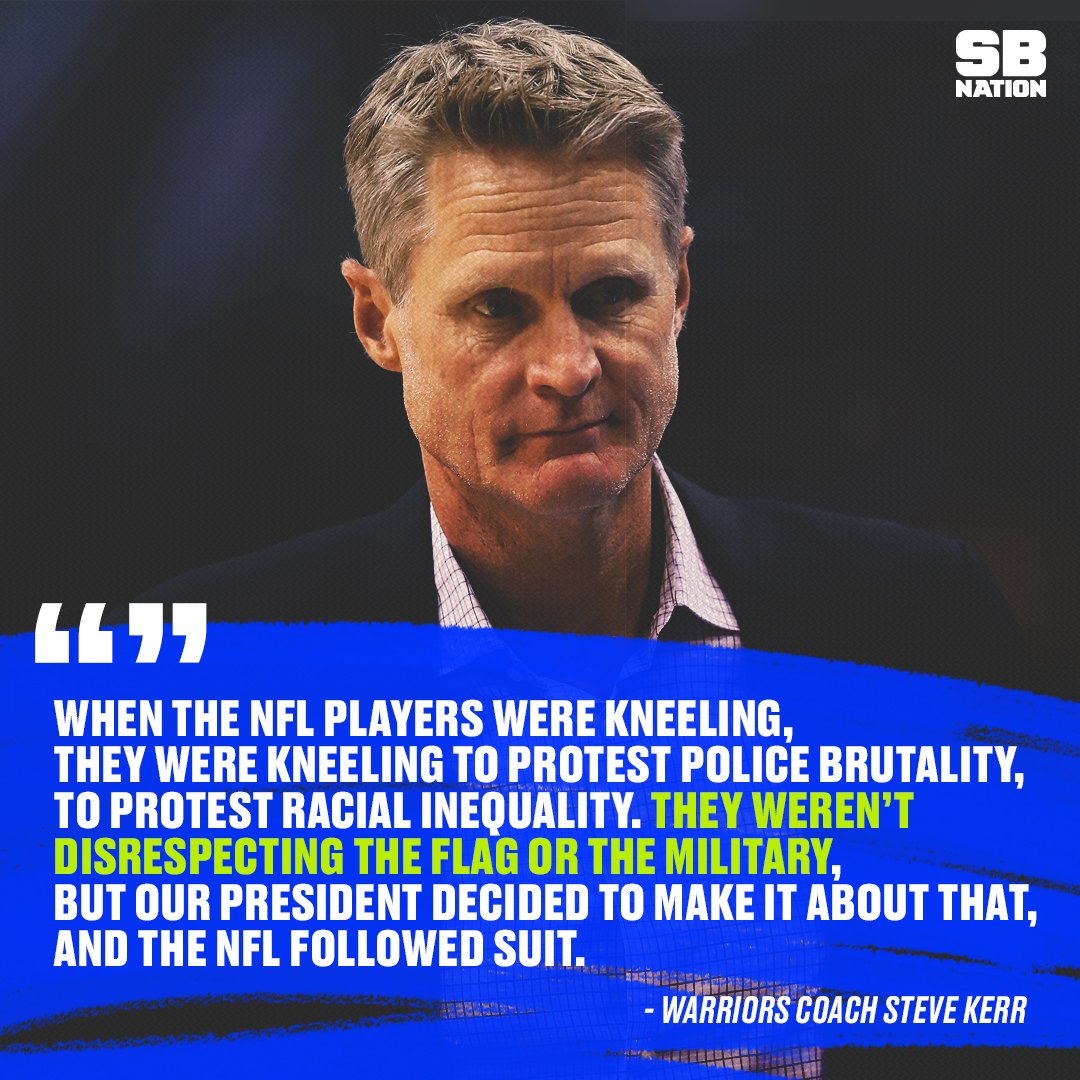 SB
NATION
“ ”
WHEN THE NFL PLAYERS WERE KNEELING,
THEY WERE KNEELING TO PROTEST POLICE BRUTALITY,
TO PROTEST RACIAL INEQUALITY. THEY WEREN’T
DISRESPECTING THE FLAG OR THE MILITARY,
BUT OUR PRESIDENT DECIDED TO MAKE IT ABOUT THAT,
AND THE NFL FOLLOWED SUIT.
- WARRIORS COACH STEVE KERR